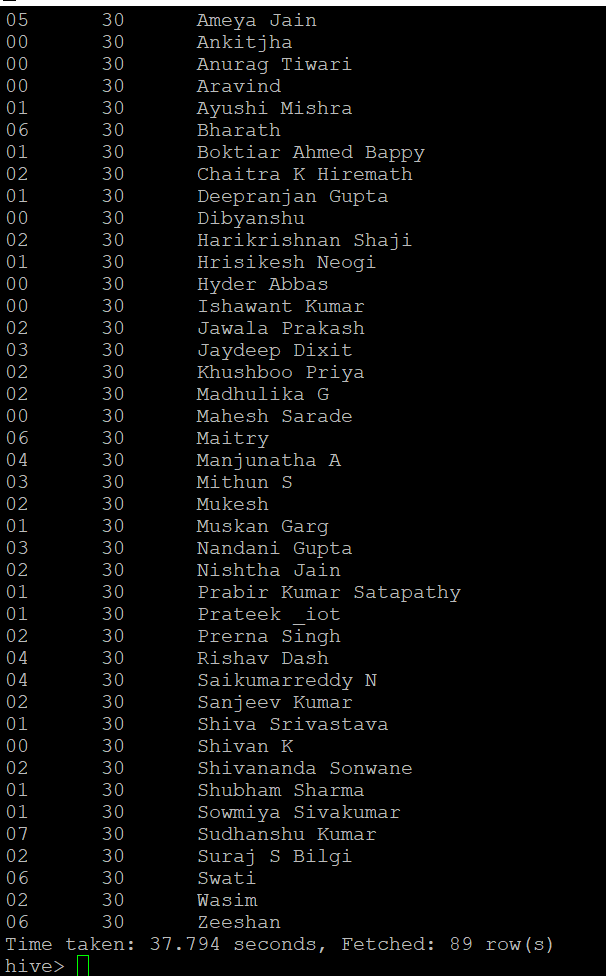 05 30 Ameya Jain
00 30 Ankitjha
00 30 Anurag Tiwari
00 30 Aravind
01 30 Ayushi Mishra
06 30 Bharath
01 30 Boktiar Ahmed Bappy
02 30 Chaitra K Hiremath
01 30 Deepranjan Gupta
00 30 Dibyanshu
02 30 Harikrishnan Shaji
01 30 Hrisikesh Neogi
00 30 Hyder Abbas
00 30 Ishawant Kumar
02 30 Jawala Prakash
03 30 Jaydeep Dixit
02 30 Khushboo Priya
02 30 Madhulika G
00 30 Mahesh Sarade
06 30 Maitry
04 30 Manjunatha A
03 30 Mithun S
02 30 Mukesh
01 30 Muskan Garg
03 30 Nandani Gupta
02 30 Nishtha Jain
01 30 Prabir Kumar Satapathy
01 30 Prateek _iot
02 30 Prerna Singh
04 30 Rishav Dash
04 30 Saikumarreddy N
02 30 Sanjeev Kumar
01 30 Shiva Srivastava
00 30 Shivan K
02 30 Shivananda Sonwane
01 30 Shubham Sharma
01 30 Sowmiya Sivakumar
07 30 Sudhanshu Kumar
02 30 Suraj S Bilgi
06 30 Swati
02 30 Wasim
06 30 Zeeshan
Time taken: 37.794 seconds, Fetched: 89 row(s)
hive>